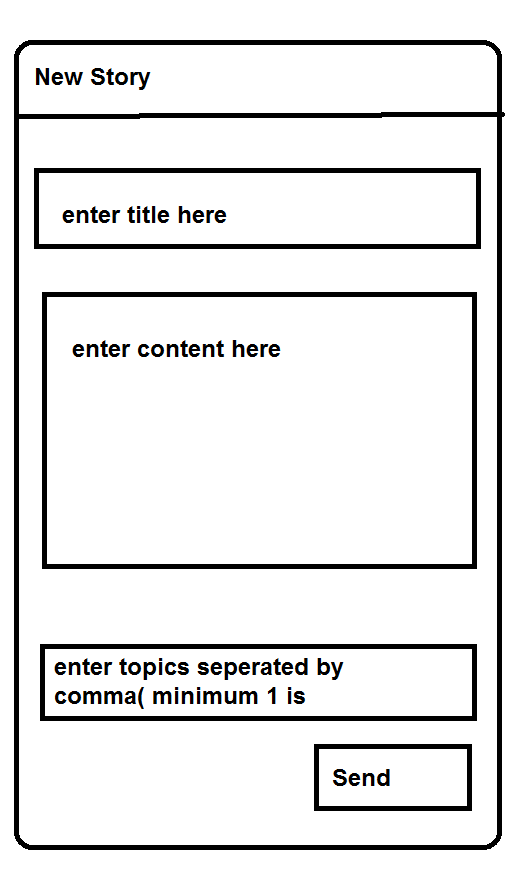 New Story
enter title here
enter content here
enter topics seperated by
comma( minimum 1 is
Send